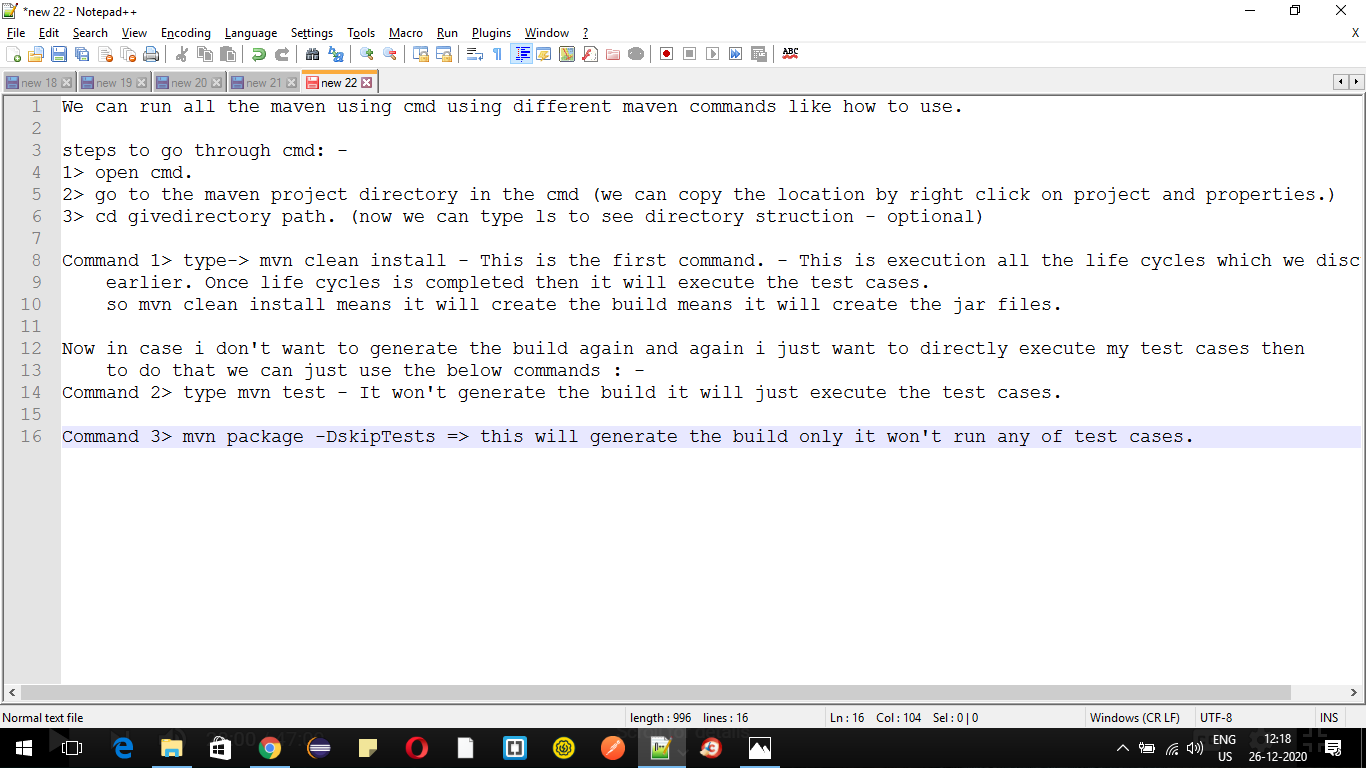 *new 22 - Notepad++
File Edit Search View Encoding Language Settings Tools Macro Run Plugins Window ? X
new 18 new 19 new 20 new 21 new 22
1 We can run all the maven using cmd using different maven commands like how to use.
2
3 steps to go through cmd: -
4 1> open cmd.
5 2> go to the maven project directory in the cmd (we can copy the location by right click on project and properties.)
6 3> cd givedirectory path. (now we can type ls to see directory struction - optional)
7
8 Command 1> type-> mvn clean install - This is the first command. - This is execution all the life cycles which we disc
9 earlier. Once life cycles is completed then it will execute the test cases.
10 so mvn clean install means it will create the build means it will create the jar files.
11
12 Now in case i don't want to generate the build again and again i just want to directly execute my test cases then
13 to do that we can just use the below commands : -
14 Command 2> type mvn test - It won't generate the build it will just execute the test cases.
15
16 Command 3> mvn package -DskipTests => this will generate the build only it won't run any of test cases.
Normal text file length : 996 lines : 16 Ln : 16 Col : 104 Sel : 0 | 0 Windows (CR LF) UTF-8 INS
ENG 12:18
US 26-12-2020